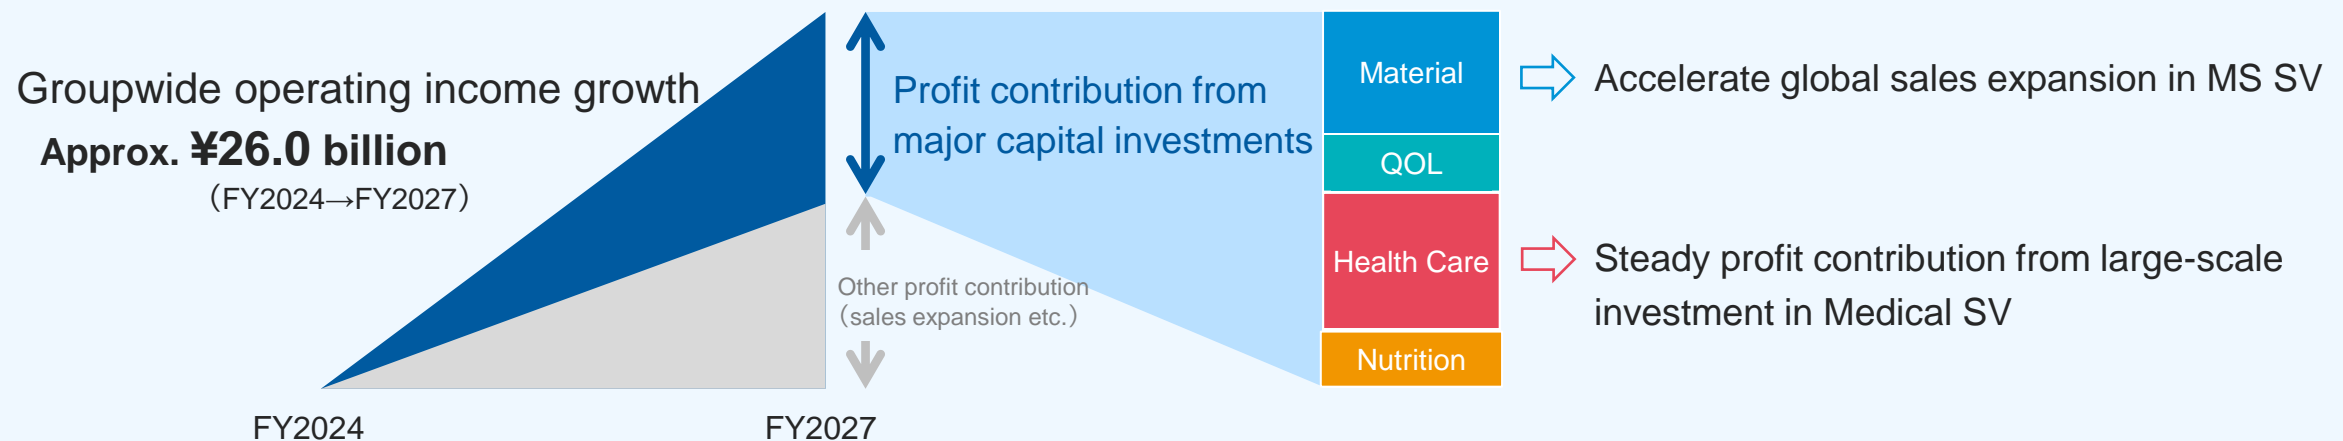 Groupwide operating income growth
Approx. ¥26.0 billion
（FY2024→FY2027）
FY2024
FY2027
Profit contribution from
major capital investments
Other profit contribution
（sales expansion etc.）
Material
QOL
Health Care
Nutrition
Accelerate global sales expansion in MS SV
Steady profit contribution from large-scale
investment in Medical SV